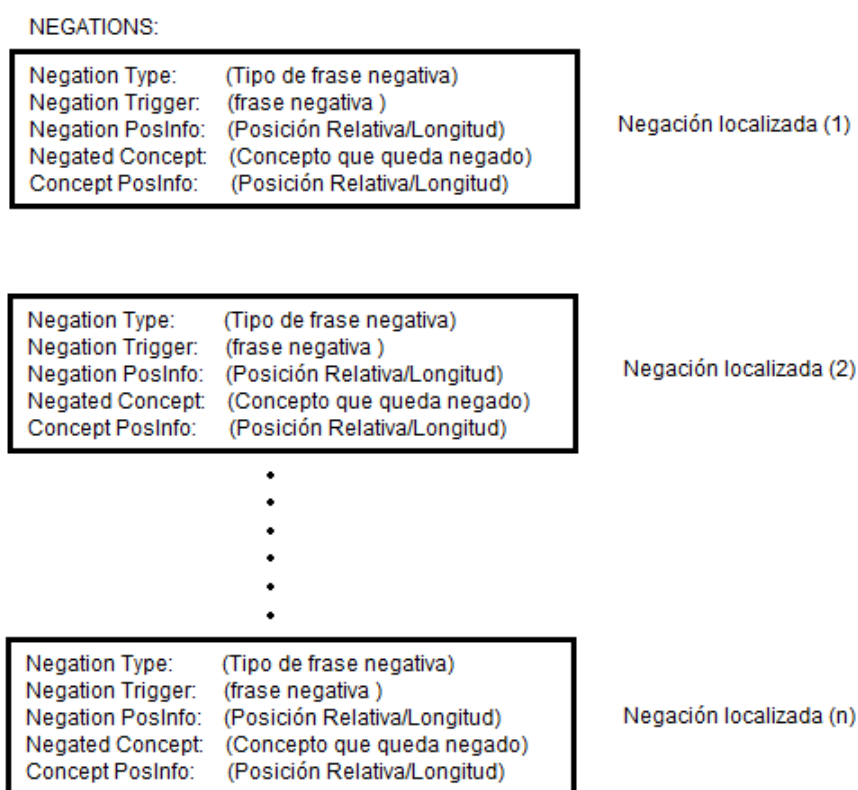 NEGATIONS:
Negation Type: (Tipo de frase negativa)
Negation Trigger: (frase negativa )
Negation PosInfo: (Posición Relativa/Longitud)
Negated Concept: (Concepto que queda negado)
Concept PosInfo: (Posición Relativa/Longitud)
Negación localizada (1)
Negation Type: (Tipo de frase negativa)
Negation Trigger: (frase negativa )
Negation PosInfo: (Posición Relativa/Longitud)
Negated Concept: (Concepto que queda negado)
Concept PosInfo: (Posición Relativa/Longitud)
Negación localizada (2)
Negation Type: (Tipo de frase negativa)
Negation Trigger: (frase negativa )
Negation PosInfo: (Posición Relativa/Longitud)
Negated Concept: (Concepto que queda negado)
Concept PosInfo: (Posición Relativa/Longitud)
Negación localizada (n)